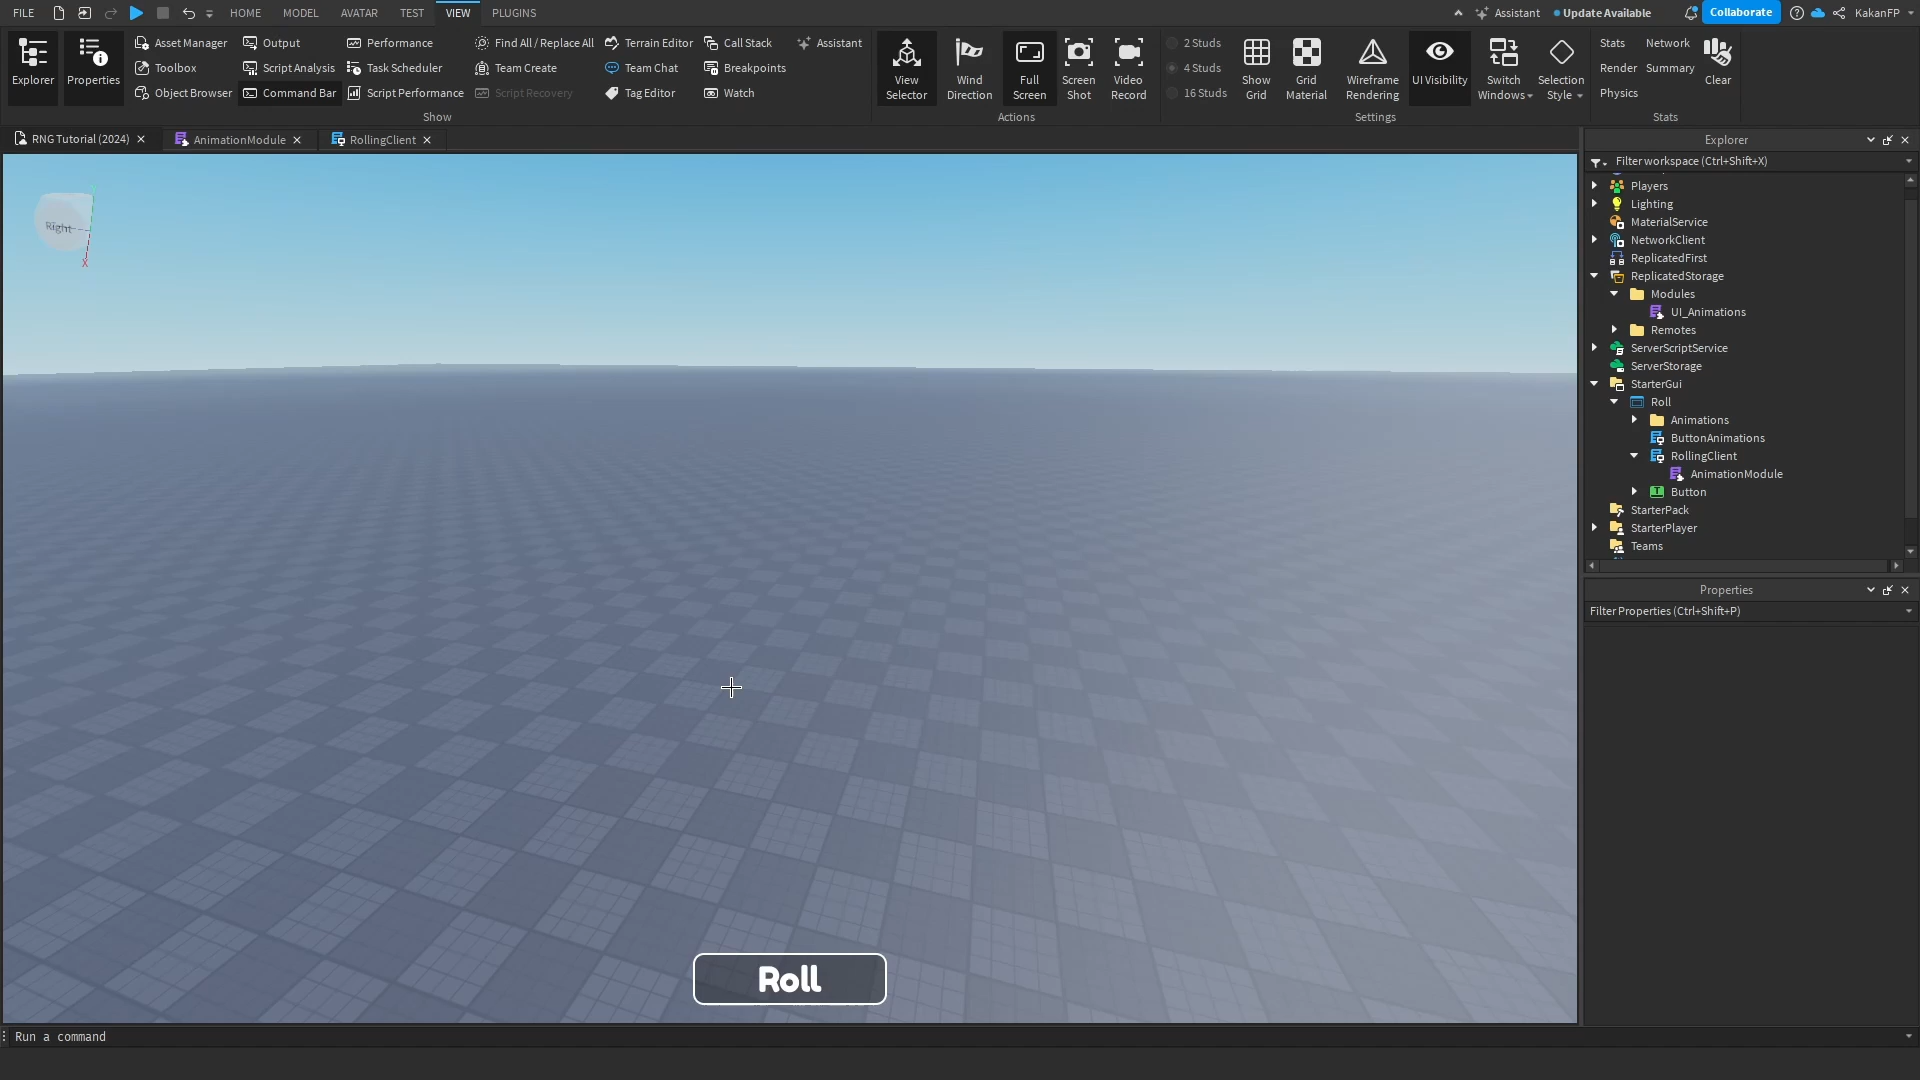 FILE HOME MODEL AVATAR TEST VIEW PLUGINS Assistant Update Available Collaborate KakanFP
Explorer
Properties
Asset Manager
Toolbox
Object Browser
Output
Script Analysis
Command Bar
Performance
Task Scheduler
Script Performance
Find All / Replace All
Team Create
Script Recovery
Terrain Editor
Team Chat
Tag Editor
Call Stack
Breakpoints
Watch
Assistant
Show
View
Selector
Wind
Direction
Full
Screen
Screen
Shot
Video
Record
Actions
2 Studs
4 Studs
16 Studs
Show
Grid
Grid
Material
Wireframe
Rendering
UI Visibility
Switch
Windows
Selection
Style
Settings
Stats
Render
Physics
Network
Summary
Clear
Stats
RNG Tutorial (2024) AnimationModule RollingClient
Right
X
Roll
Explorer
Filter workspace (Ctrl+Shift+X)
Players
Lighting
MaterialService
NetworkClient
ReplicatedFirst
ReplicatedStorage
Modules
UI_Animations
Remotes
ServerScriptService
ServerStorage
StarterGui
Roll
Animations
ButtonAnimations
RollingClient
AnimationModule
Button
StarterPack
StarterPlayer
Teams
Properties
Filter Properties (Ctrl+Shift+P)
Run a command